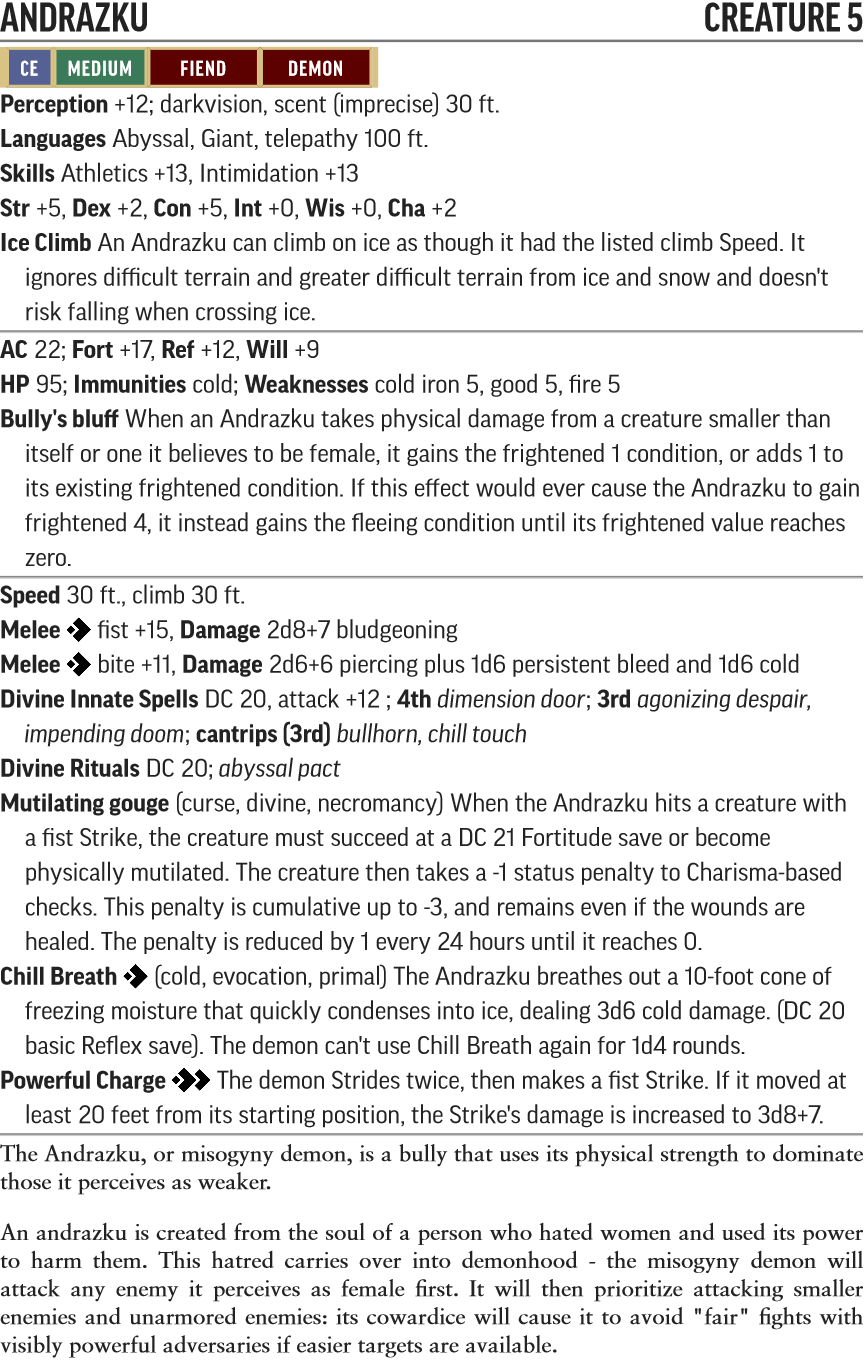 ANDRAZKU CREATURE 5
CE MEDIUM FIEND DEMON
Perception +12; darkvision, scent (imprecise) 30 ft.
Languages Abyssal, Giant, telepathy 100 ft.
Skills Athletics +13, Intimidation +13
Str +5, Dex +2, Con +5, Int +0, Wis +0, Cha +2
Ice Climb An Andrazku can climb on ice as though it had the listed climb Speed. It
ignores difficult terrain and greater difficult terrain from ice and snow and doesn't
risk falling when crossing ice.
AC 22; Fort +17, Ref +12, Will +9
HP 95; Immunities cold; Weaknesses cold iron 5, good 5, fire 5
Bully's bluff When an Andrazku takes physical damage from a creature smaller than
itself or one it believes to be female, it gains the frightened 1 condition, or adds 1 to
its existing frightened condition. If this effect would ever cause the Andrazku to gain
frightened 4, it instead gains the fleeing condition until its frightened value reaches
zero.
Speed 30 ft., climb 30 ft.
Melee fist +15, Damage 2d8+7 bludgeoning
Melee bite +11, Damage 2d6+6 piercing plus 1d6 persistent bleed and 1d6 cold
Divine Innate Spells DC 20, attack +12 ; 4th dimension door; 3rd agonizing despair,
impending doom; cantrips (3rd) bullhorn, chill touch
Divine Rituals DC 20; abyssal pact
Mutilating gouge (curse, divine, necromancy) When the Andrazku hits a creature with
a fist Strike, the creature must succeed at a DC 21 Fortitude save or become
physically mutilated. The creature then takes a -1 status penalty to Charisma-based
checks. This penalty is cumulative up to -3, and remains even if the wounds are
healed. The penalty is reduced by 1 every 24 hours until it reaches 0.
Chill Breath (cold, evocation, primal) The Andrazku breathes out a 10-foot cone of
freezing moisture that quickly condenses into ice, dealing 3d6 cold damage. (DC 20
basic Reflex save). The demon can't use Chill Breath again for 1d4 rounds.
Powerful Charge The demon Strides twice, then makes a fist Strike. If it moved at
least 20 feet from its starting position, the Strike's damage is increased to 3d8+7.
The Andrazku, or misogyny demon, is a bully that uses its physical strength to dominate
those it perceives as weaker.
An andrazku is created from the soul of a person who hated women and used its power
to harm them. This hatred carries over into demonhood - the misogyny demon will
attack any enemy it perceives as female first. It will then prioritize attacking smaller
enemies and unarmored enemies: its cowardice will cause it to avoid "fair" fights with
visibly powerful adversaries if easier targets are available.